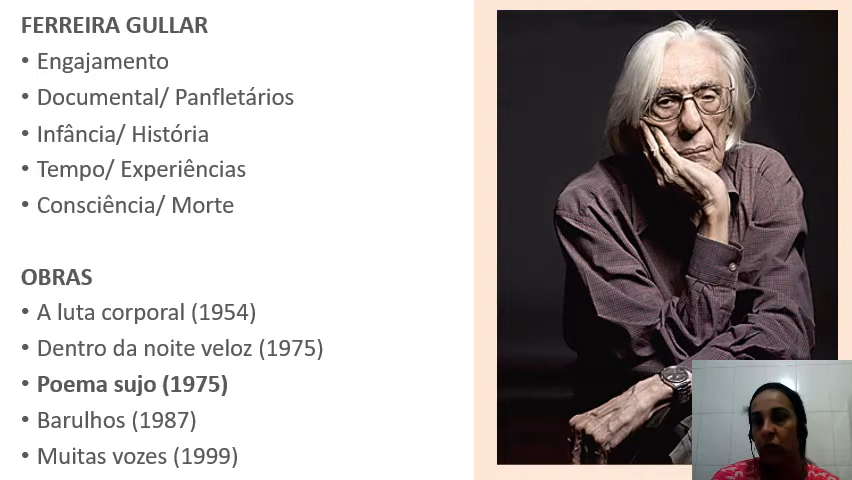 FERREIRA GULLAR
• Engajamento
• Documental/ Panfletários
• Infância/ História
• Tempo/ Experiências
• Consciência/ Morte
OBRAS
• A luta corporal (1954)
• Dentro da noite veloz (1975)
• Poema sujo (1975)
• Barulhos (1987)
• Muitas vozes (1999)